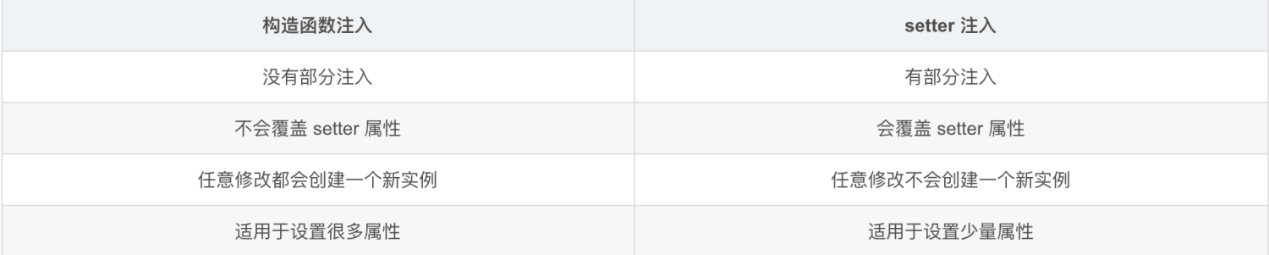 构造函数注入 setter 注入
没有部分注入 有部分注入
不会覆盖 setter 属性 会覆盖 setter 属性
任意修改都会创建一个新实例 任意修改不会创建一个新实例
适用于设置很多属性 适用于设置少量属性